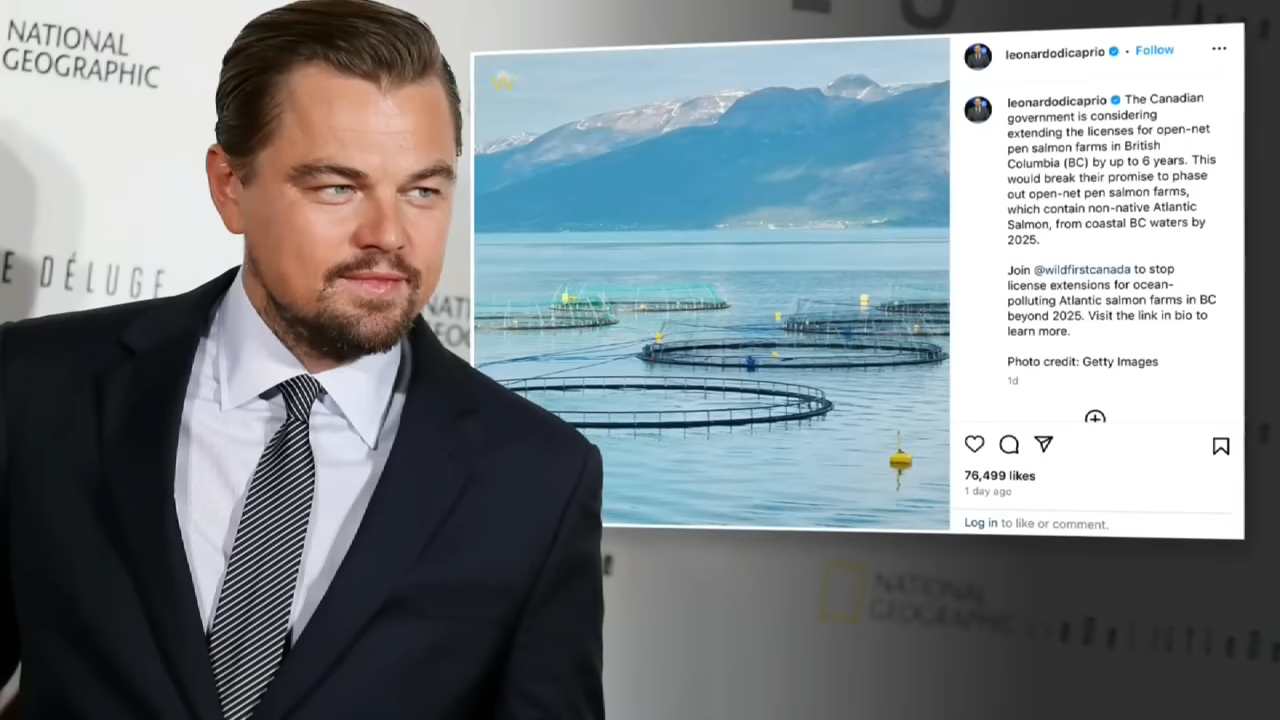 NATIONAL
GEOGRAPHIC
E DÉLUGE
NAT
leonardodicaprio · Follow
leonardodicaprio The Canadian
government is considering
extending the licenses for open-net
pen salmon farms in British
Columbia (BC) by up to 6 years. This
would break their promise to phase
out open-net pen salmon farms,
which contain non-native Atlantic
Salmon, from coastal BC waters by
2025.
Join @wildfirstcanada to stop
license extensions for ocean-
polluting Atlantic salmon farms in BC
beyond 2025. Visit the link in bio to
learn more.
Photo credit: Getty Images
1d
76,499 likes
1 day ago
Log in to like or comment.
NATIONAL
GEOGRAPHIC